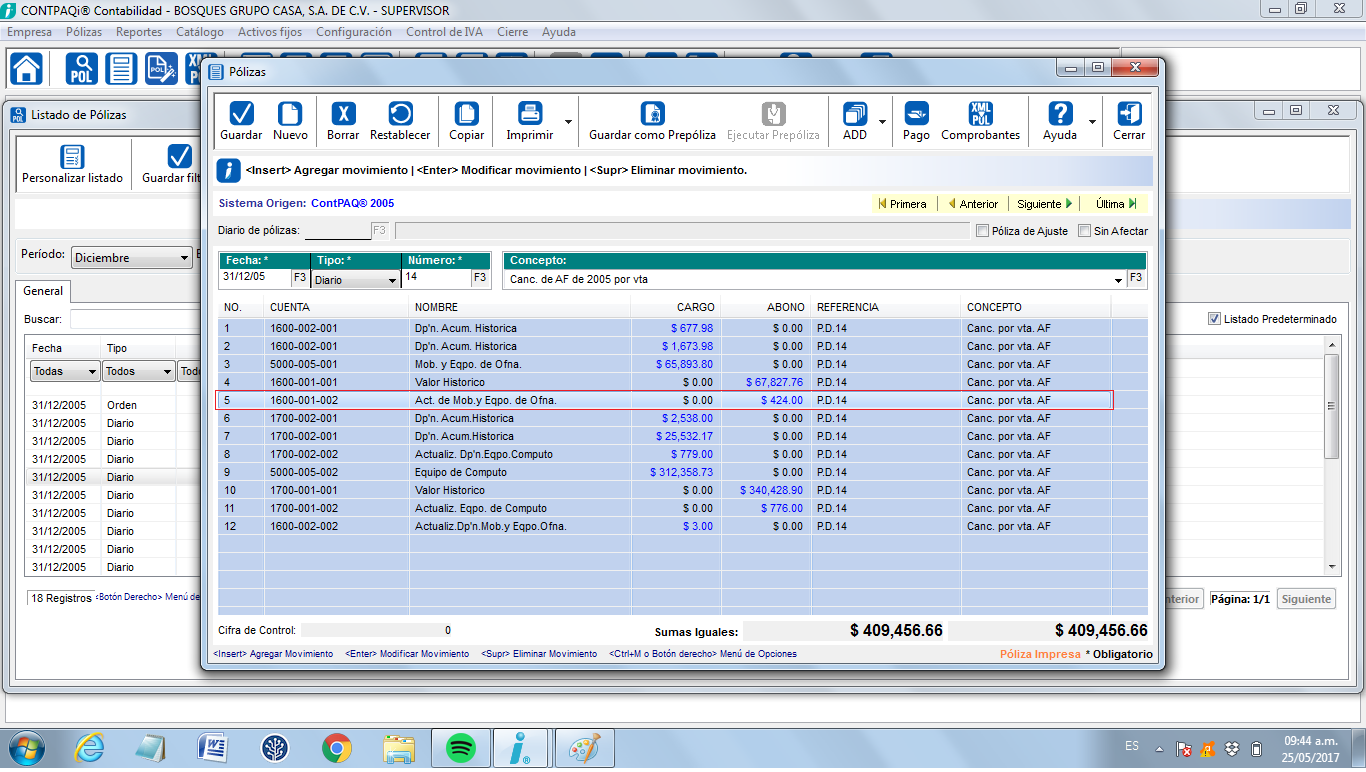 CONTPAQi® Contabilidad - BOSQUES GRUPO CASA, S.A. DE C.V. - SUPERVISOR
Empresa Pólizas Reportes Catálogo Activos fijos Configuración Control de IVA Cierre Ayuda
POL
Listado de Pólizas
Personalizar listado
Período: Diciembre
General
Buscar:
Fecha Tipo
Todas Todos
31/12/2005 Orden
31/12/2005 Diario
31/12/2005 Diario
31/12/2005 Diario
31/12/2005 Diario
31/12/2005 Diario
31/12/2005 Diario
31/12/2005 Diario
31/12/2005 Diario
31/12/2005 Diario
18 Registros <Botón Derecho>
Listado Predeterminado
Página: 1/1 Siguiente
Pólizas
Guardar Nuevo Borrar Restablecer Copiar Imprimir Guardar como Prepóliza Ejecutar Prepóliza ADD Pago Comprobantes Ayuda Cerrar
XML POL
<Insert> Agregar movimiento | <Enter> Modificar movimiento | <Supr> Eliminar movimiento.
Sistema Origen: ContPAQ® 2005
Primera Anterior Siguiente Última
Diario de pólizas: F3
Póliza de Ajuste Sin Afectar
Fecha: * Tipo: * Número: * Concepto:
31/12/05 F3 Diario 14 F3 Canc. de AF de 2005 por vta F3
NO. CUENTA NOMBRE CARGO ABONO REFERENCIA CONCEPTO
1 1600-002-001 Dp'n. Acum. Historica $ 677.98 $ 0.00 P.D.14 Canc. por vta. AF
2 1600-002-001 Dp'n. Acum. Historica $ 1,673.98 $ 0.00 P.D.14 Canc. por vta. AF
3 5000-005-001 Mob. y Eqpo. de Ofna. $ 65,893.80 $ 0.00 P.D.14 Canc. por vta. AF
4 1600-001-001 Valor Historico $ 0.00 $ 67,827.76 P.D.14 Canc. por vta. AF
5 1600-001-002 Act. de Mob.y Eqpo. de Ofna. $ 0.00 $ 424.00 P.D.14 Canc. por vta. AF
6 1700-002-001 Dp'n. Acum.Historica $ 2,538.00 $ 0.00 P.D.14 Canc. por vta. AF
7 1700-002-001 Dp'n. Acum.Historica $ 25,532.17 $ 0.00 P.D.14 Canc. por vta. AF
8 1700-002-002 Actualiz. Dp'n.Eqpo.Computo $ 779.00 $ 0.00 P.D.14 Canc. por vta. AF
9 5000-005-002 Equipo de Computo $ 312,358.73 $ 0.00 P.D.14 Canc. por vta. AF
10 1700-001-001 Valor Historico $ 0.00 $ 340,428.90 P.D.14 Canc. por vta. AF
11 1700-001-002 Actualiz. Eqpo. de Computo $ 0.00 $ 776.00 P.D.14 Canc. por vta. AF
12 1600-002-002 Actualiz.Dp'n.Mob.y Eqpo.Ofna. $ 3.00 $ 0.00 P.D.14 Canc. por vta. AF
Cifra de Control: 0 Sumas Iguales: $ 409,456.66 $ 409,456.66
<Insert> Agregar Movimiento <Enter> Modificar Movimiento <Supr> Eliminar Movimiento <Ctrl+M o Botón derecho> Menú de Opciones
Póliza Impresa * Obligatorio
ES
09:44 a.m.
25/05/2017